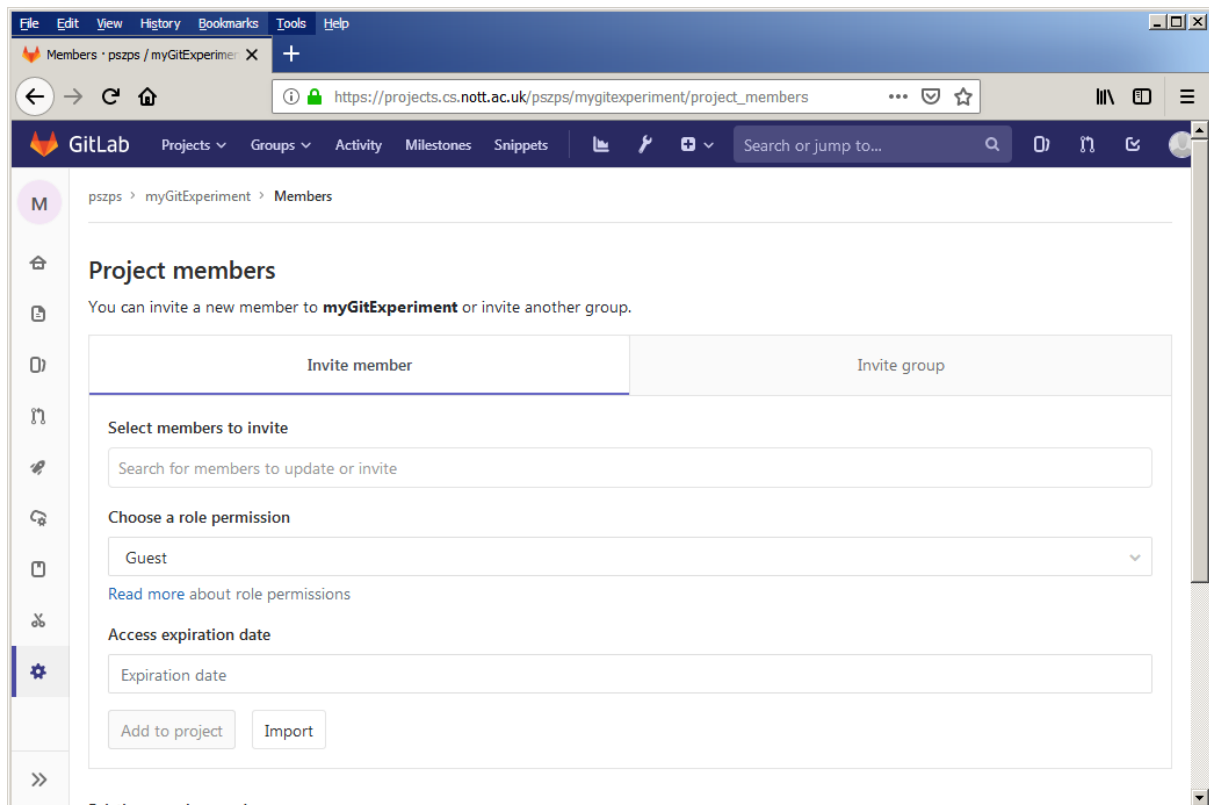 File Edit View History Bookmarks Tools Help
Members · pszps / myGitExperimen
https://projects.cs.nott.ac.uk/pszps/mygitexperiment/project_members
GitLab Projects Groups Activity Milestones Snippets Search or jump to...
M
pszps > myGitExperiment > Members
Project members
You can invite a new member to myGitExperiment or invite another group.
Invite member Invite group
Select members to invite
Search for members to update or invite
Choose a role permission
Guest
Read more about role permissions
Access expiration date
Expiration date
Add to project Import